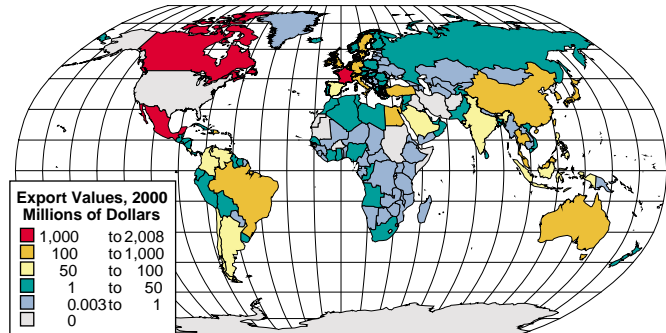 Export Values, 2000
Millions of Dollars
1,000 to 2,008
100 to 1,000
50 to 100
1 to 50
0.003 to 1
0